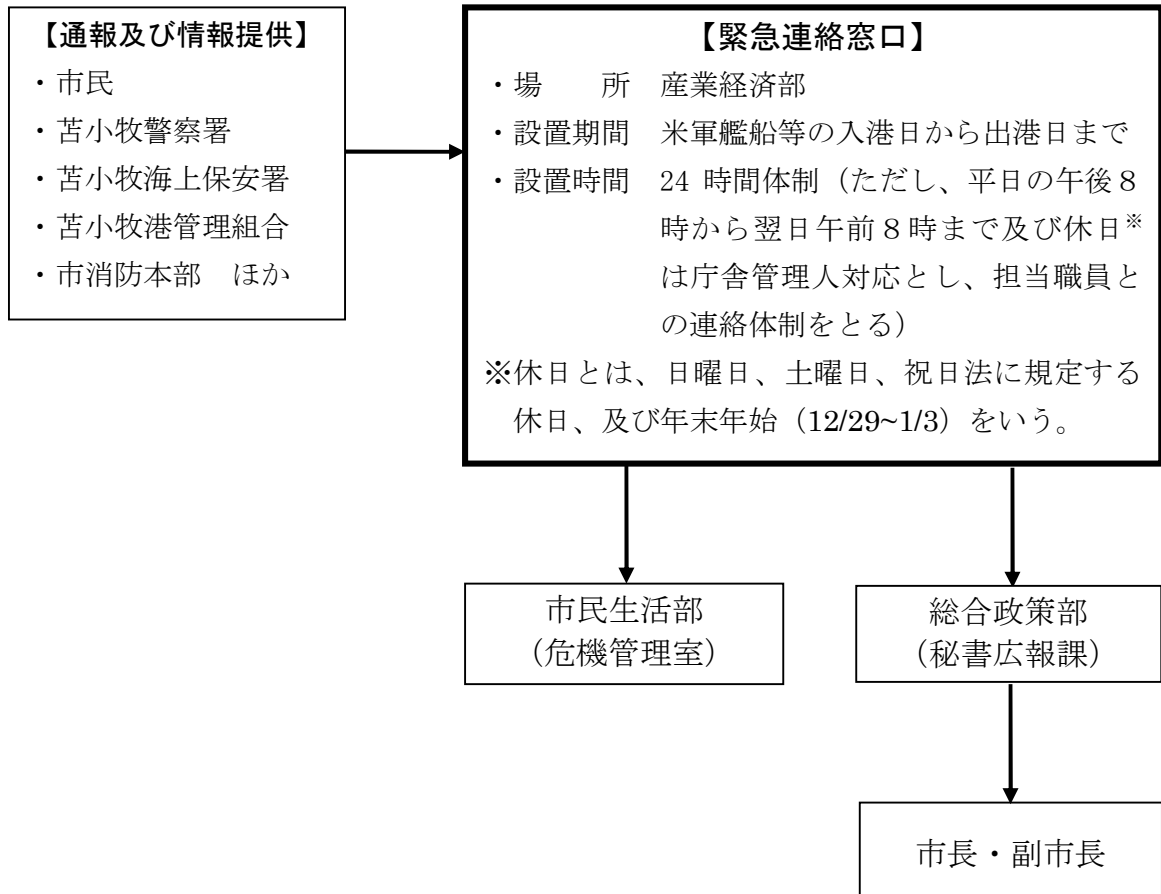 【通報及び情報提供】
・市民
・苫小牧警察署
・苫小牧海上保安署
・苫小牧港管理組合
・市消防本部　ほか
【緊急連絡窓口】
・場　　所　産業経済部
・設置期間　米軍艦船等の入港日から出港日まで
・設置時間　24 時間体制（ただし、平日の午後８
時から翌日午前８時まで及び休日※
は庁舎管理人対応とし、担当職員と
の連絡体制をとる）
※休日とは、日曜日、土曜日、祝日法に規定する
休日、及び年末年始（12/29~1/3）をいう。
市民生活部
（危機管理室）
総合政策部
（秘書広報課）
市長・副市長